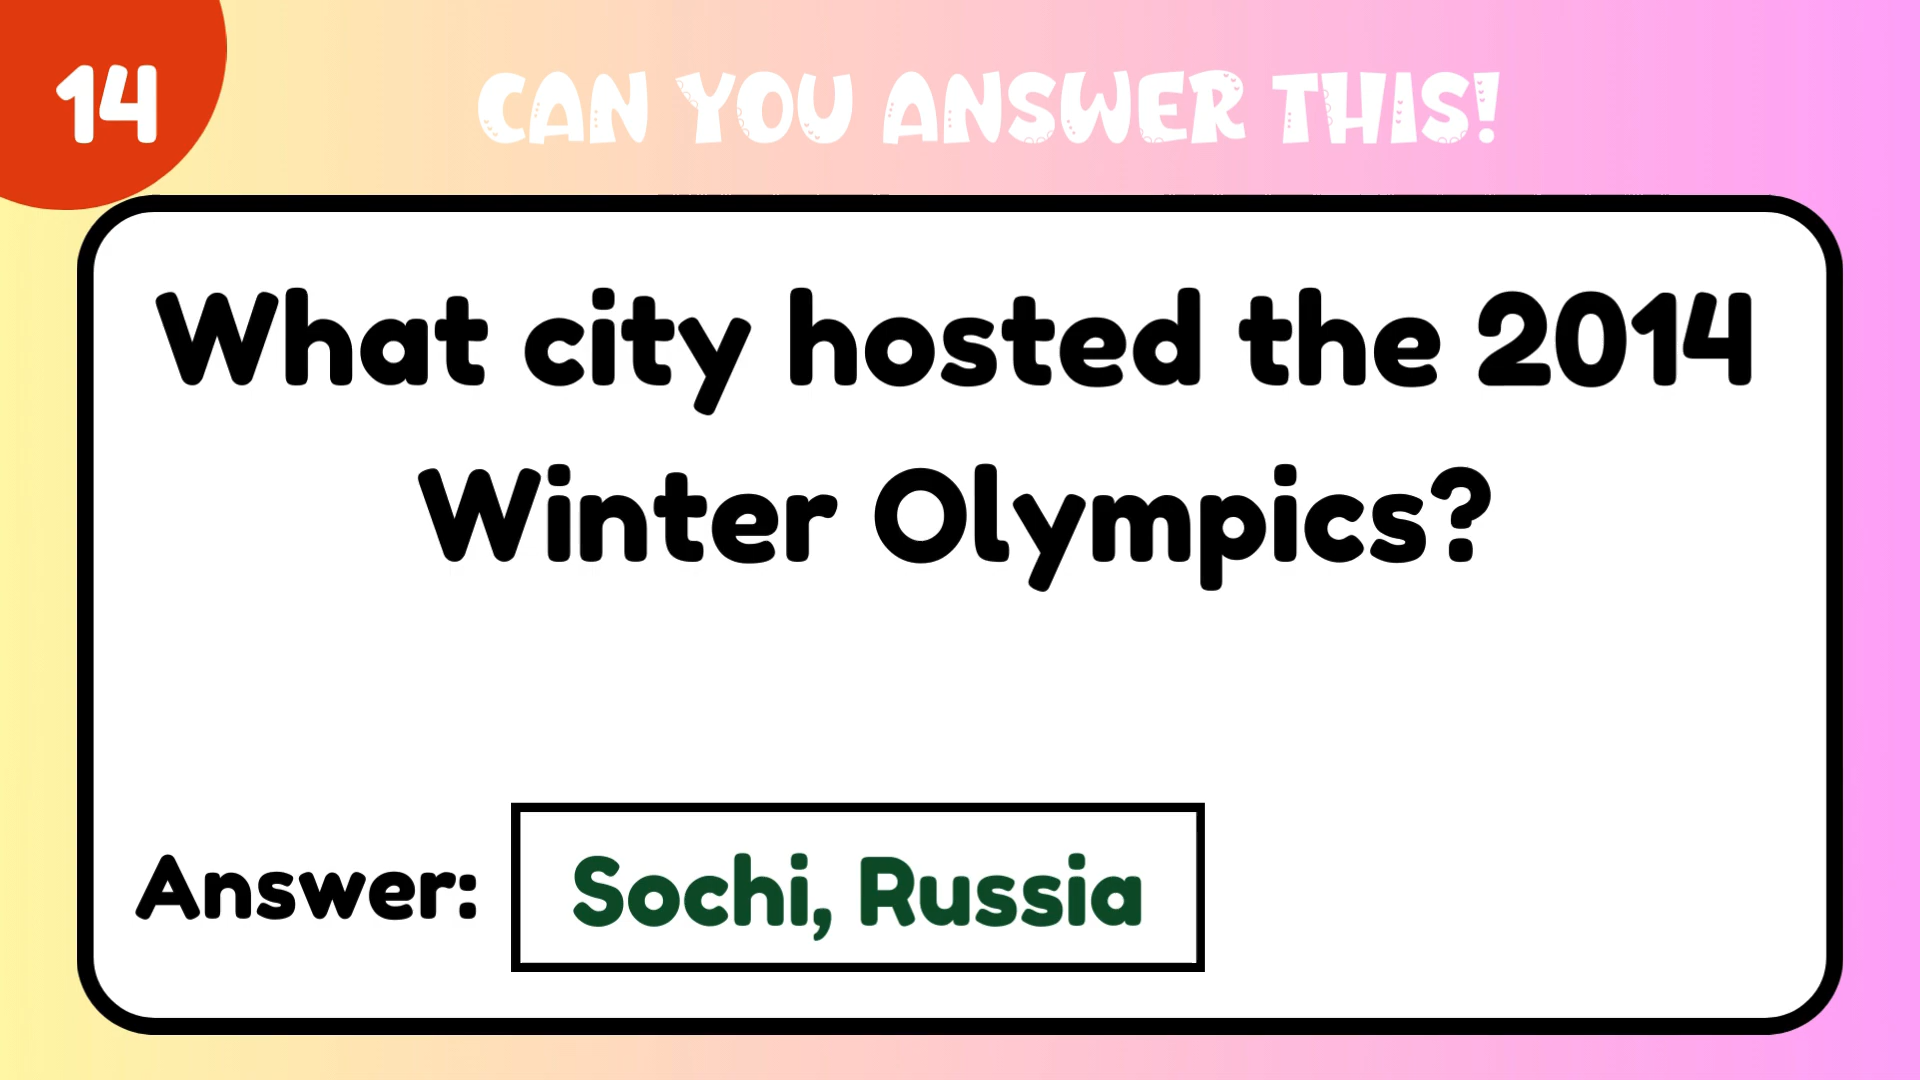 14
CAN YOU ANSWER THIS!
What city hosted the 2014
Winter Olympics?
Answer: Sochi, Russia